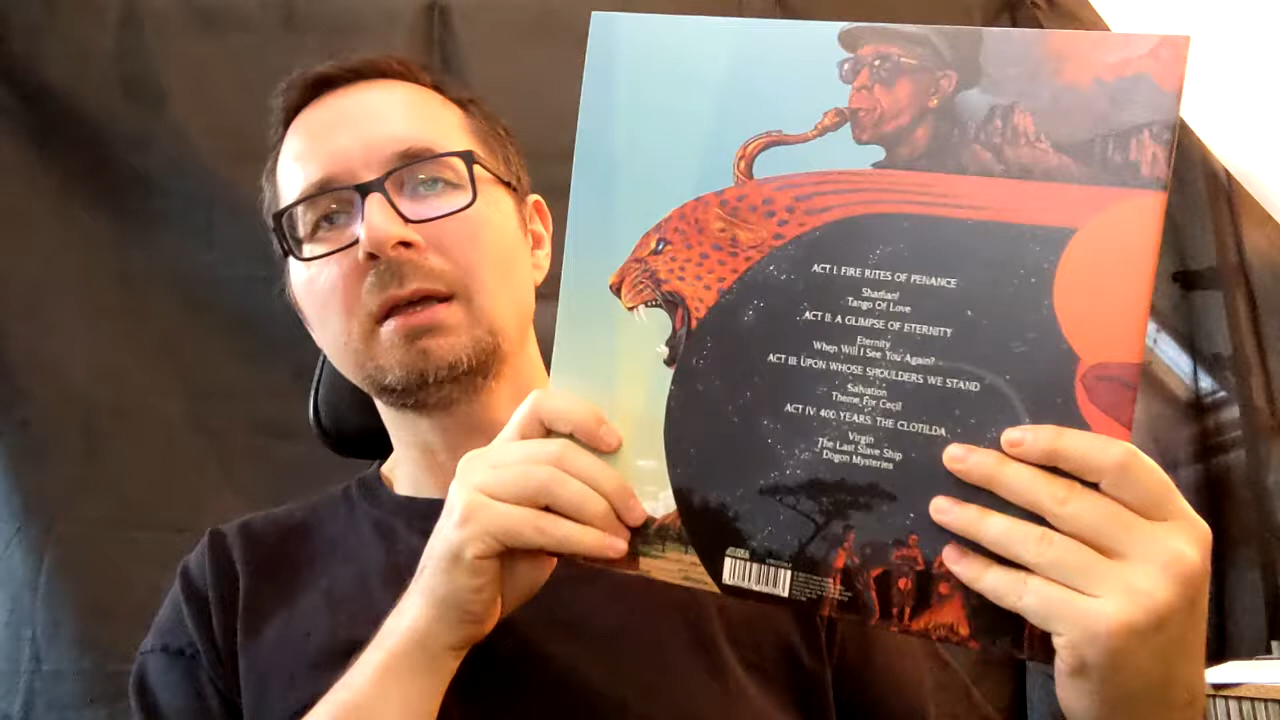 ACT I: FIRE RITES OF PENANCE
Shaman!
Tango Of Love
ACT II: A GLIMPSE OF ETERNITY
Eternity
When Will I See You Again?
ACT III: UPON WHOSE SHOULDERS WE STAND
Salvation
Theme For Cecil
ACT IV: 400 YEARS: THE CLOTILDA
Virgin
The Last Slave Ship
Dogon Mysteries